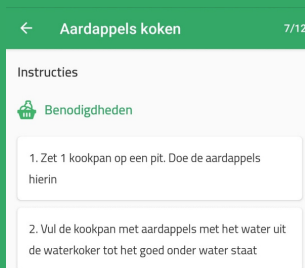 Aardappels koken 7/12
Instructies
Benodigdheden
1. Zet 1 kookpan op een pit. Doe de aardappels
hierin
2. Vul de kookpan met aardappels met het water uit
de waterkoker tot het goed onder water staat